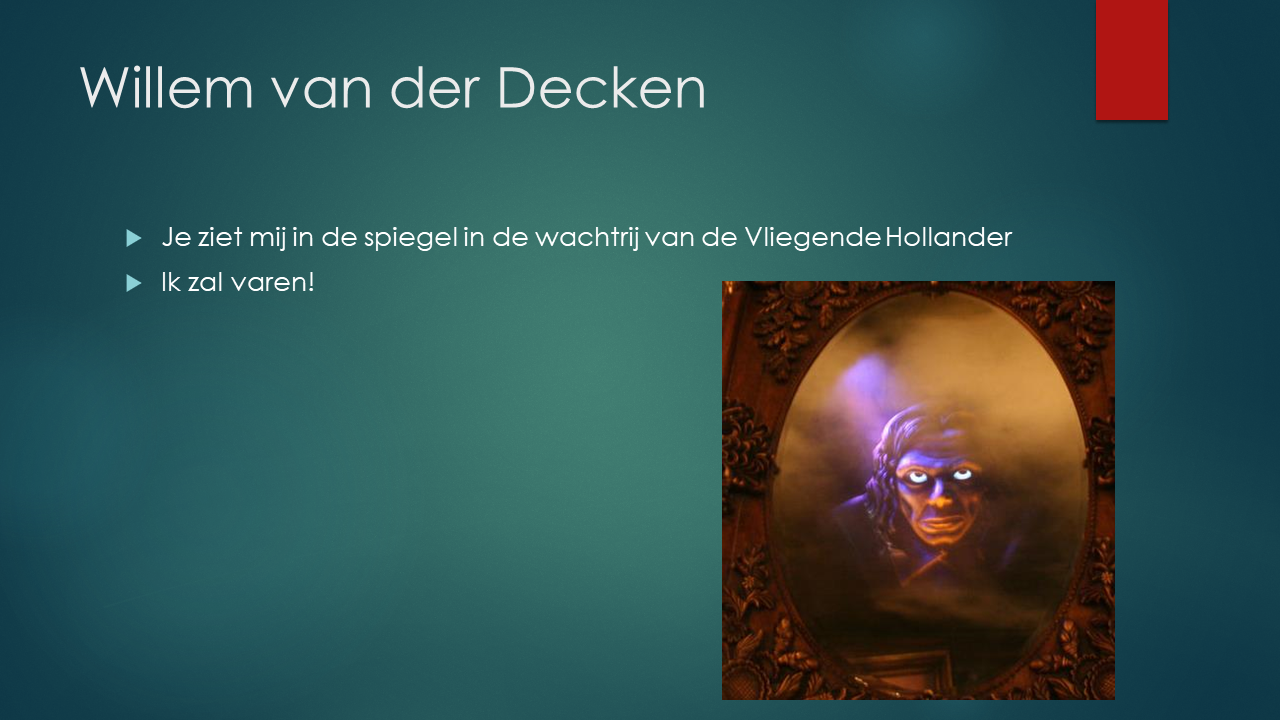 Willem van der Decken
Je ziet mij in de spiegel in de wachtrij van de Vliegende Hollander
Ik zal varen!